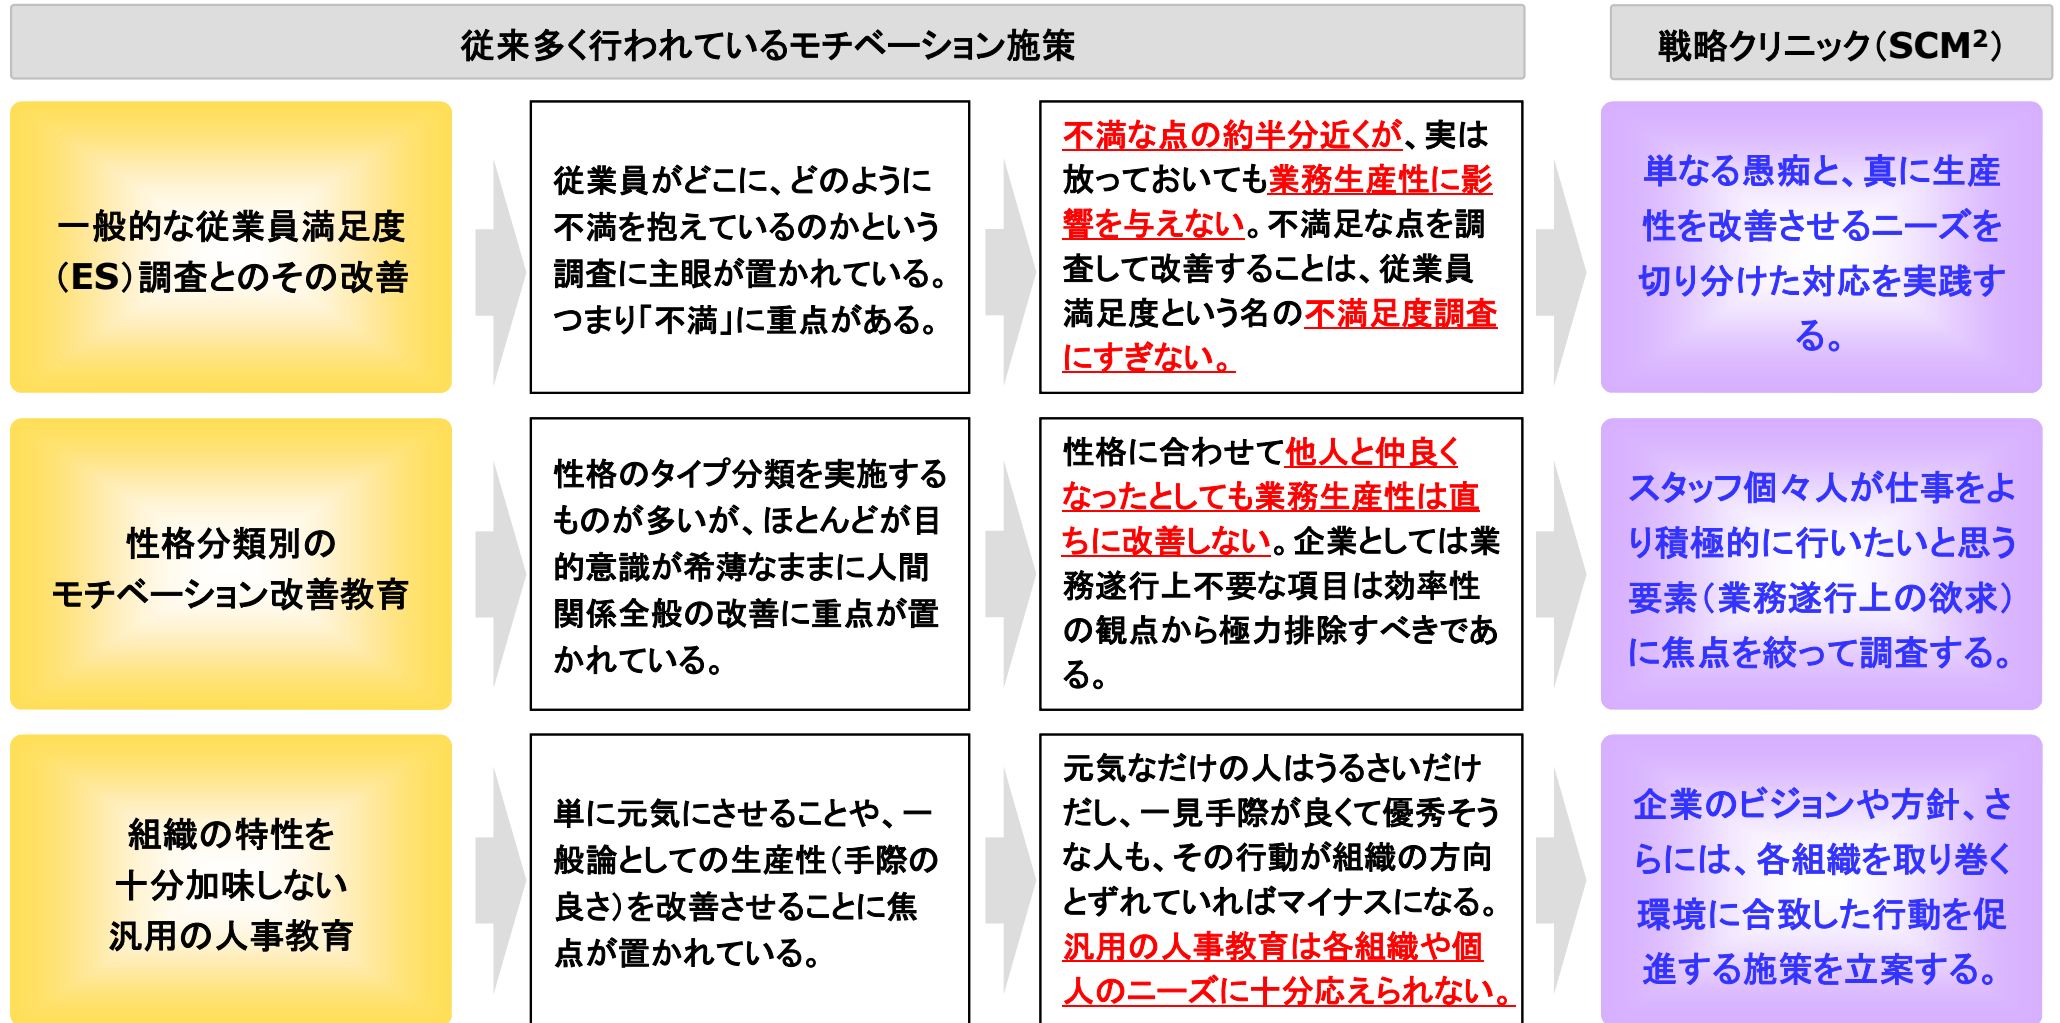 従来多く行われているモチベーション施策
戦略クリニック（SCM²）
一般的な従業員満足度
（ES）調査とのその改善
従業員がどこに、どのように
不満を抱えているのかという
調査に主眼が置かれている。
つまり「不満」に重点がある。
不満な点の約半分近くが、実は
放っておいても業務生産性に影
響を与えない。不満足な点を調
査して改善することは、従業員
満足度という名の不満足度調査
にすぎない。
単なる愚痴と、真に生産
性を改善させるニーズを
切り分けた対応を実践す
る。
性格分類別の
モチベーション改善教育
性格のタイプ分類を実施する
ものが多いが、ほとんどが目
的意識が希薄なままに人間
関係全般の改善に重点が置
かれている。
性格に合わせて他人と仲良く
なったとしても業務生産性は直
ちに改善しない。企業としては業
務遂行上不要な項目は効率性
の観点から極力排除すべきであ
る。
スタッフ個々人が仕事をよ
り積極的に行いたいと思う
要素（業務遂行上の欲求）
に焦点を絞って調査する。
組織の特性を
十分加味しない
汎用の人事教育
単に元気にさせることや、一
般論としての生産性（手際の
良さ）を改善させることに焦
点が置かれている。
元気なだけの人はうるさいだけ
だし、一見手際が良くて優秀そう
な人も、その行動が組織の方向
とずれていればマイナスになる。
汎用の人事教育は各組織や個
人のニーズに十分応えられない。
企業のビジョンや方針、さ
らには、各組織を取り巻く
環境に合致した行動を促
進する施策を立案する。